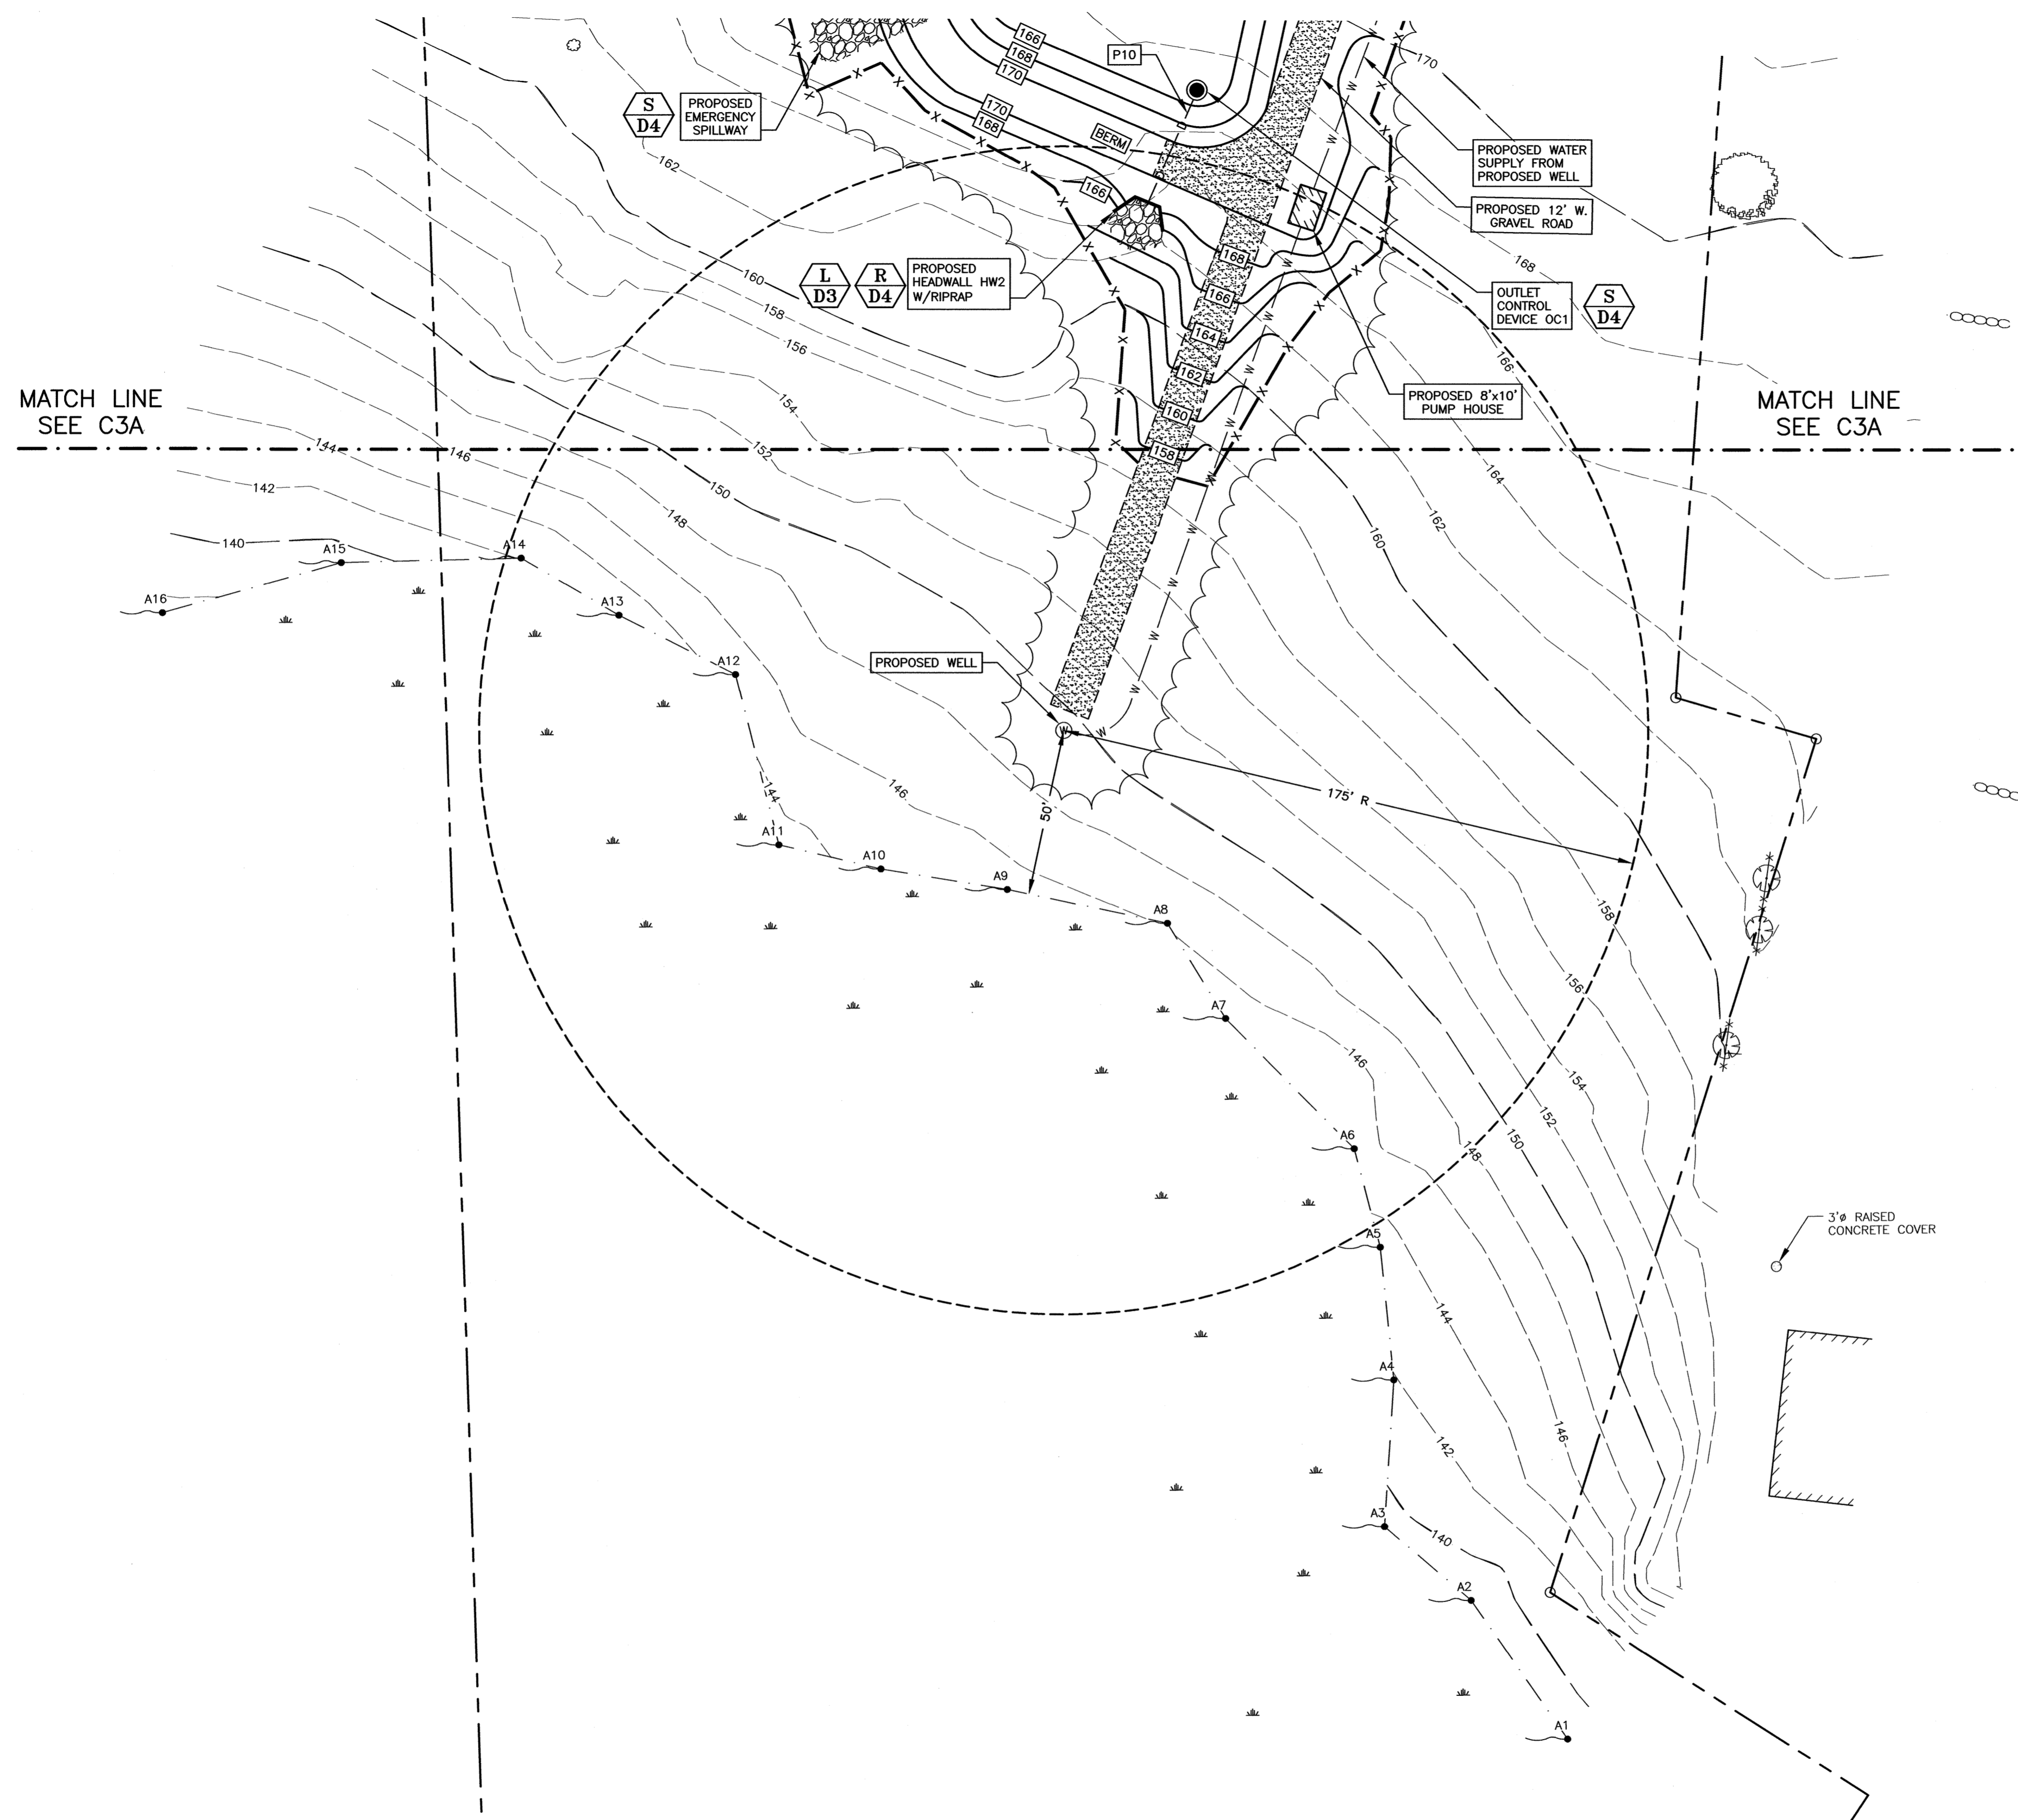 166
168
170
P10
170
S
D4
PROPOSED
EMERGENCY
SPILLWAY
170
168
BERM
PROPOSED WATER
SUPPLY FROM
PROPOSED WELL
162
166
PROPOSED 12' W.
GRAVEL ROAD
168
168
L
D3
R
D4
PROPOSED
HEADWALL HW2
W/RIPRAP
160
166
OUTLET
CONTROL
DEVICE OC1
S
D4
158
164
156
166
162
MATCH LINE
SEE C3A
154
160
PROPOSED 8'x10'
PUMP HOUSE
MATCH LINE
SEE C3A
144
146
152
158
164
142
150
148
162
140
A15
A14
160
A16
A13
A12
PROPOSED WELL
W
175' R
144
146
50'
A11
A10
A9
A8
158
156
A7
146
154
152
A6
150
148
A5
3'ø RAISED
CONCRETE COVER
144
A4
146
142
A3
140
A2
A1
X X X X X X X X X X X X X X X X X X X X X X
W W W W W W W W W W W W